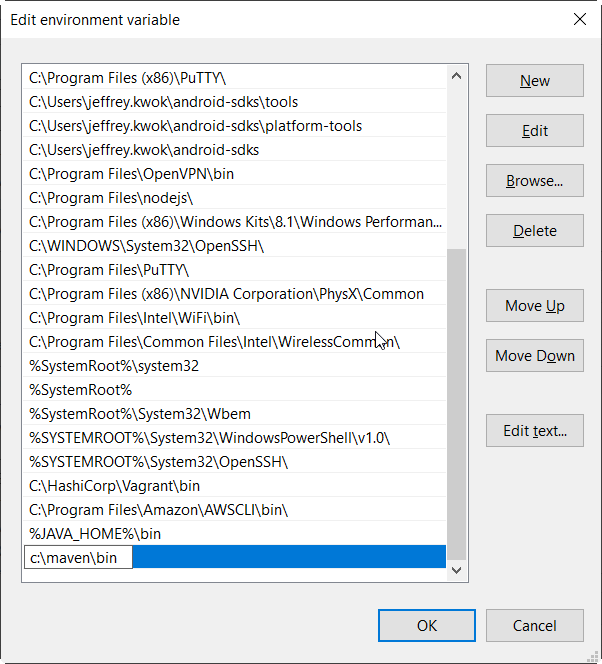 Edit environment variable
C:\Program Files (x86)\PuTTY\
C:\Users\jeffrey.kwok\android-sdks\tools
C:\Users\jeffrey.kwok\android-sdks\platform-tools
C:\Users\jeffrey.kwok\android-sdks
C:\Program Files\OpenVPN\bin
C:\Program Files\nodejs\
C:\Program Files (x86)\Windows Kits\8.1\Windows Performan...
C:\WINDOWS\System32\OpenSSH\
C:\Program Files\PuTTY\
C:\Program Files (x86)\NVIDIA Corporation\PhysX\Common
C:\Program Files\Intel\WiFi\bin\
C:\Program Files\Common Files\Intel\WirelessCommon\
%SystemRoot%\system32
%SystemRoot%
%SystemRoot%\System32\Wbem
%SYSTEMROOT%\System32\WindowsPowerShell\v1.0\
%SYSTEMROOT%\System32\OpenSSH\
C:\HashiCorp\Vagrant\bin
C:\Program Files\Amazon\AWSCLI\bin\
%JAVA_HOME%\bin
c:\maven\bin
New
Edit
Browse...
Delete
Move Up
Move Down
Edit text...
OK
Cancel